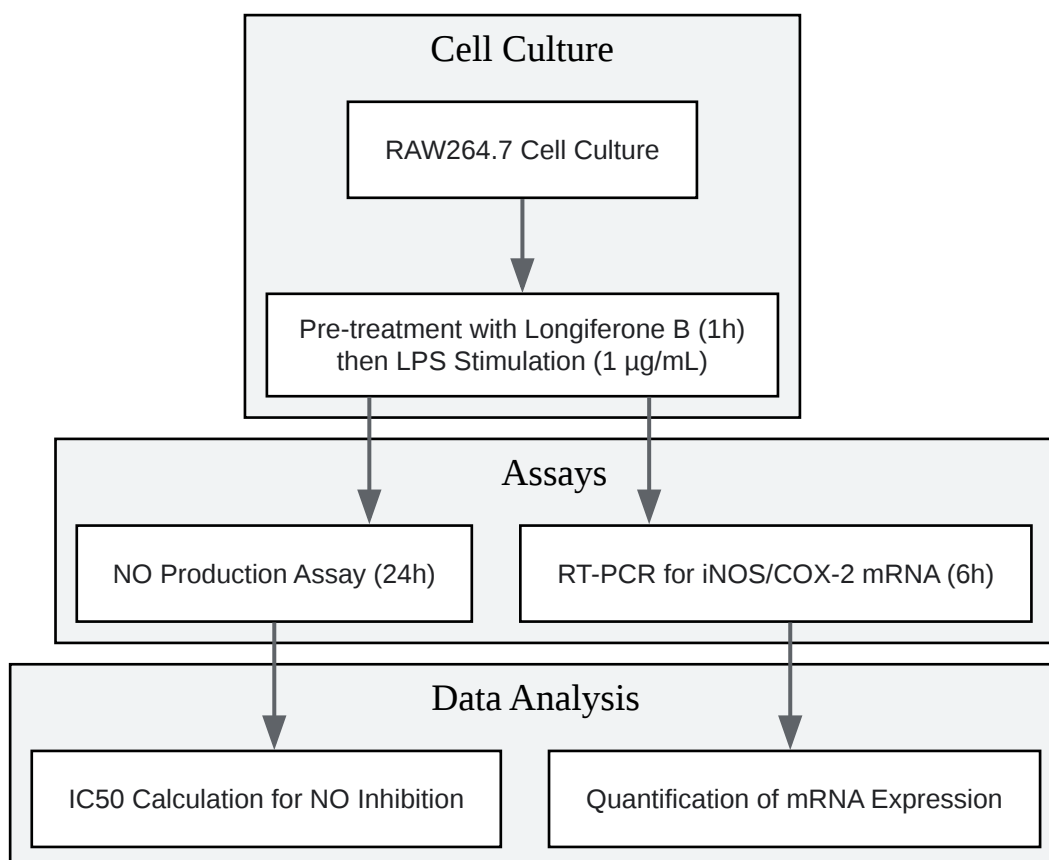 Cell Culture
RAW264.7 Cell Culture
Pre-treatment with Longiferone B (1h)
then LPS Stimulation (1 µg/mL)
Assays
NO Production Assay (24h)
RT-PCR for iNOS/COX-2 mRNA (6h)
Data Analysis
IC50 Calculation for NO Inhibition
Quantification of mRNA Expression